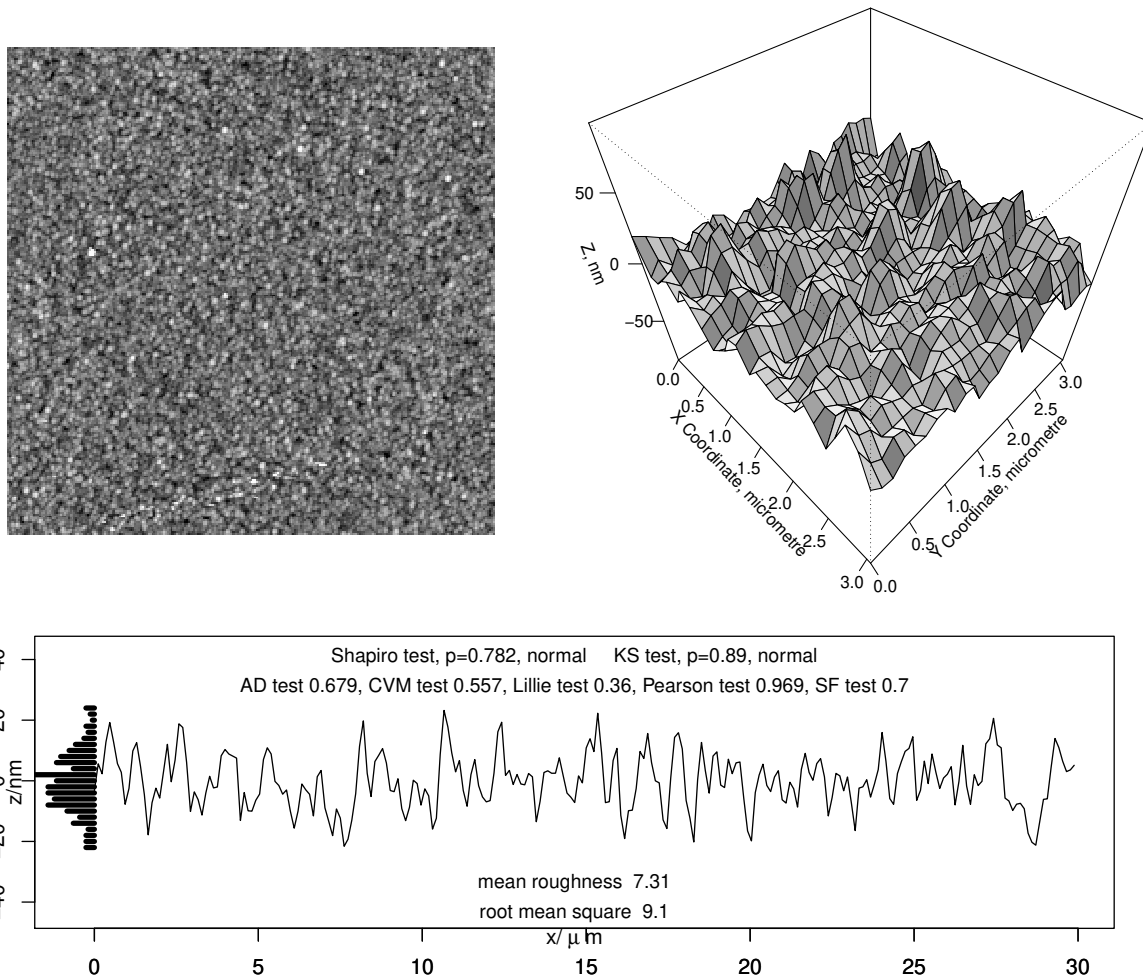 50
0
−50
Z, nm
0.0
0.5
1.0
1.5
2.0
2.5
3.0
X Coordinate, micrometre
0.0
0.5
1.0
1.5
2.0
2.5
3.0
Y Coordinate, micrometre
Shapiro test, p=0.782, normal KS test, p=0.89, normal
AD test 0.679, CVM test 0.557, Lillie test 0.36, Pearson test 0.969, SF test 0.7
z/nm
mean roughness 7.31
root mean square 9.1
x/ μ m
0 5 10 15 20 25 30